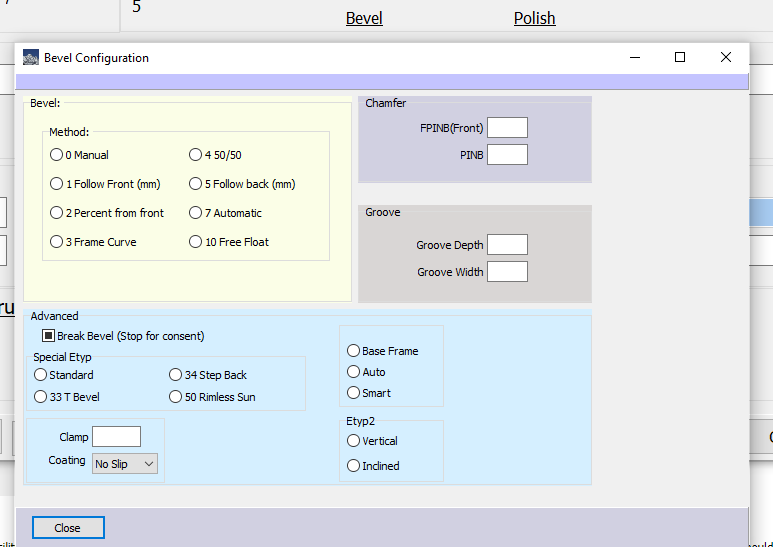 5
Bevel Polish
Bevel Configuration
Bevel:
Method:
0 Manual
4 50/50
1 Follow Front (mm)
5 Follow back (mm)
2 Percent from front
7 Automatic
3 Frame Curve
10 Free Float
Chamfer
FPINB(Front)
PINB
Groove
Groove Depth
Groove Width
Advanced
Break Bevel (Stop for consent)
Special Etyp
Standard
34 Step Back
33 T Bevel
50 Rimless Sun
Base Frame
Auto
Smart
Clamp
Coating No Slip
Etyp2
Vertical
Inclined
Close